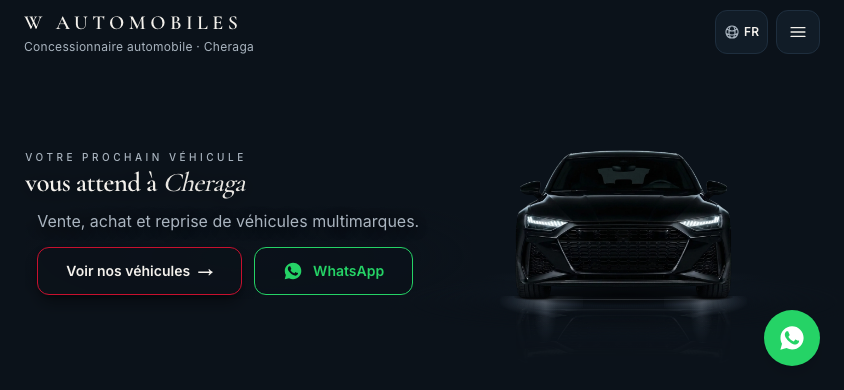 W AUTOMOBILES
Concessionnaire automobile · Cheraga
FR
VOTRE PROCHAIN VÉHICULE
vous attend à Cheraga
Vente, achat et reprise de véhicules multimarques.
Voir nos véhicules →
WhatsApp